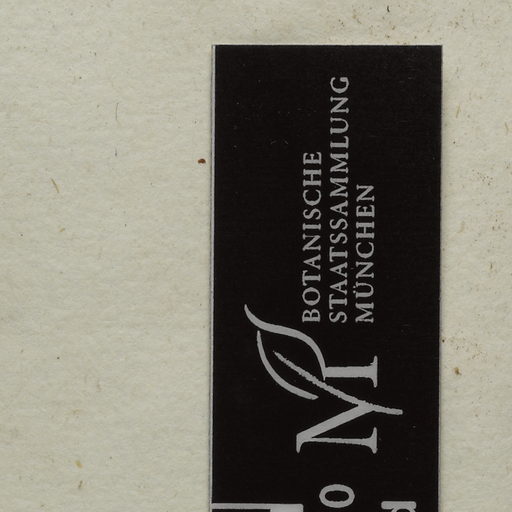 BOTANISCHE
STAATSSAMMLUNG
MÜNCHEN
M